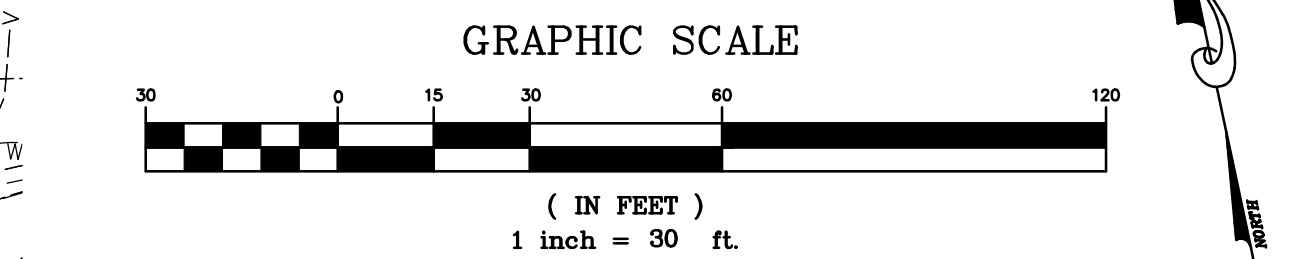 GRAPHIC SCALE
30 0 15 30 60 120
( IN FEET )
1 inch = 30 ft.
NORTH
W